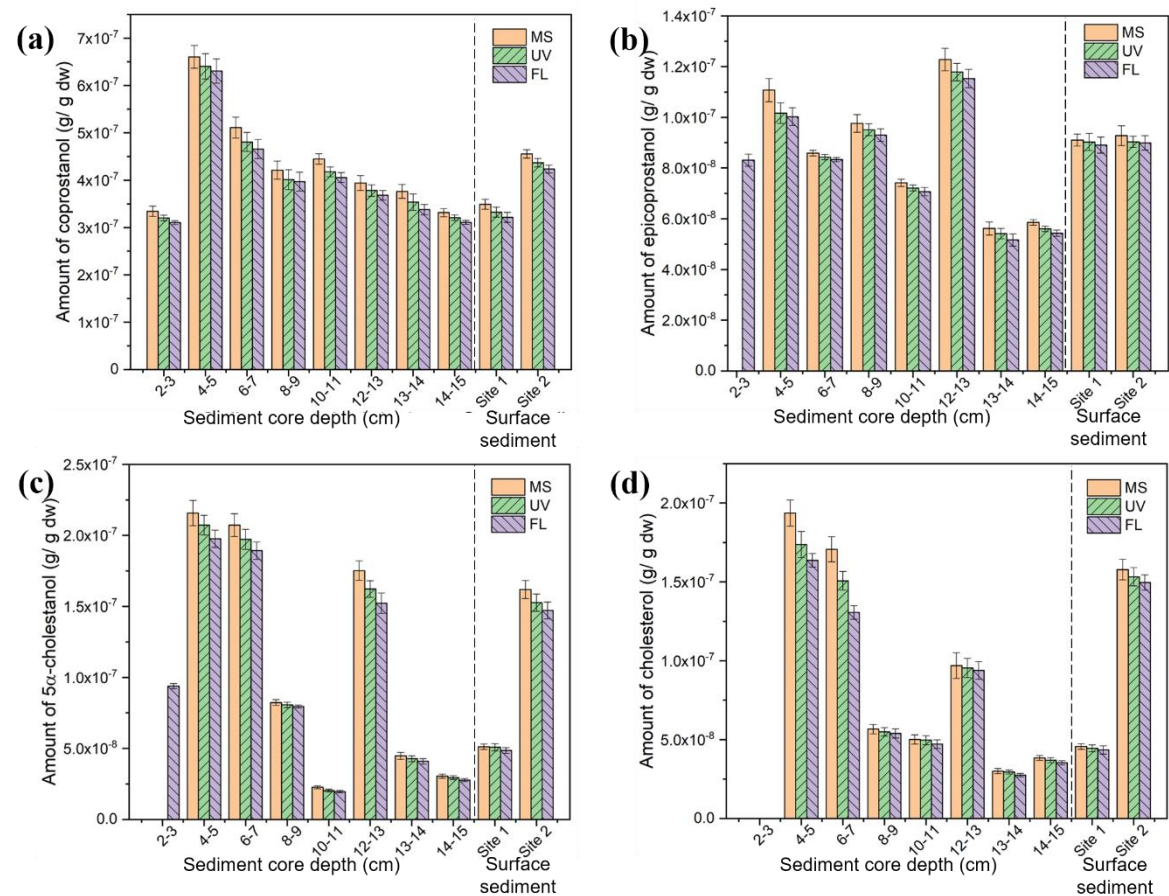 (a)
Amount of coprostanol (g/ g dw)
7x10⁻⁷
6x10⁻⁷
5x10⁻⁷
4x10⁻⁷
3x10⁻⁷
2x10⁻⁷
1x10⁻⁷
0
MS
UV
FL
2-3
4-5
6-7
8-9
10-11
12-13
13-14
14-15
Site 1
Site 2
Sediment core depth (cm)
Surface
sediment
(b)
Amount of epicoprostanol (g/ g dw)
1.4x10⁻⁷
1.2x10⁻⁷
1.0x10⁻⁷
8.0x10⁻⁸
6.0x10⁻⁸
4.0x10⁻⁸
2.0x10⁻⁸
0.0
MS
UV
FL
2-3
4-5
6-7
8-9
10-11
12-13
13-14
14-15
Site 1
Site 2
Sediment core depth (cm)
Surface
sediment
(c)
Amount of 5α-cholestanol (g/ g dw)
2.5x10⁻⁷
2.0x10⁻⁷
1.5x10⁻⁷
1.0x10⁻⁷
5.0x10⁻⁸
0.0
MS
UV
FL
2-3
4-5
6-7
8-9
10-11
12-13
13-14
14-15
Site 1
Site 2
Sediment core depth (cm)
Surface
sediment
(d)
Amount of cholesterol (g/ g dw)
2.0x10⁻⁷
1.5x10⁻⁷
1.0x10⁻⁷
5.0x10⁻⁸
0.0
MS
UV
FL
2-3
4-5
6-7
8-9
10-11
12-13
13-14
14-15
Site 1
Site 2
Sediment core depth (cm)
Surface
sediment